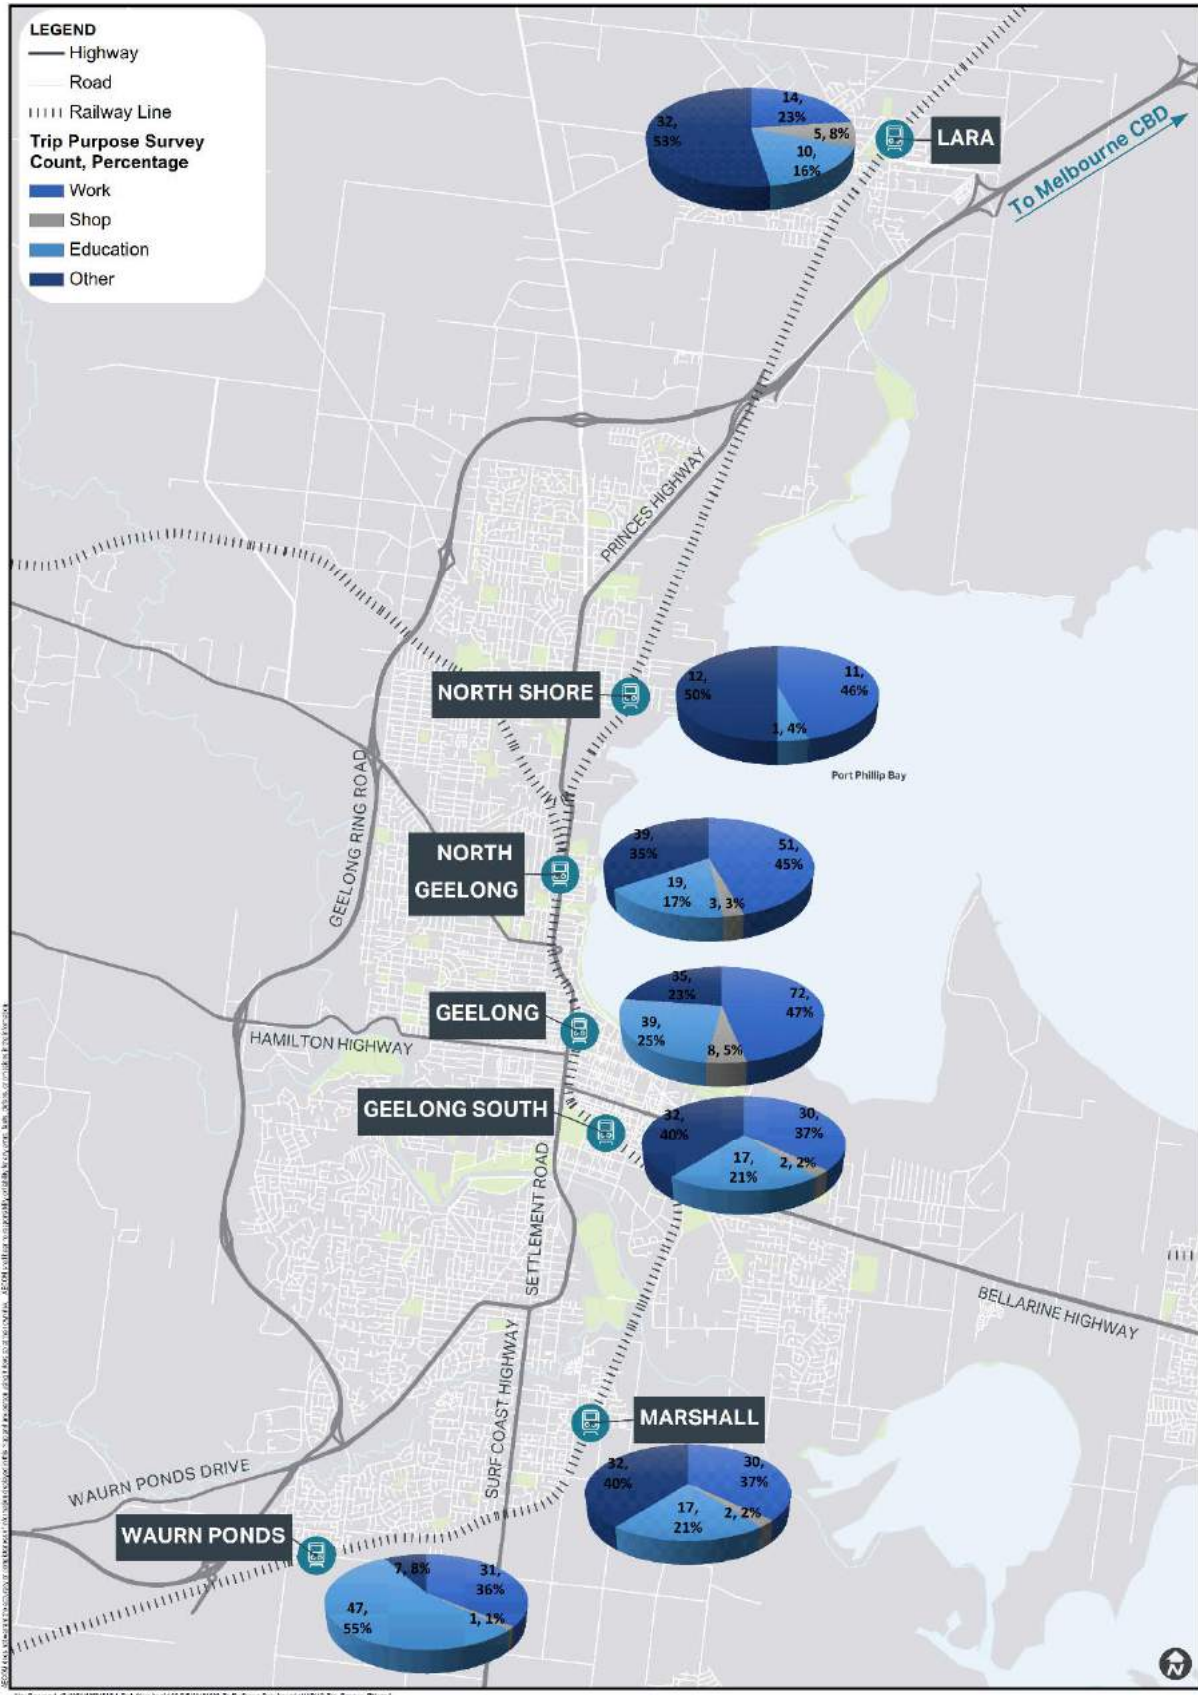 LEGEND
Highway
Road
Railway Line
Trip Purpose Survey
Count, Percentage
Work
Shop
Education
Other
14,
23%
32,
53%
5, 8%
10,
16%
LARA
To Melbourne CBD
PRINCES HIGHWAY
NORTH SHORE
12,
50%
11,
46%
1, 4%
Port Phillip Bay
GEELONG RING ROAD
NORTH
GEELONG
39,
35%
51,
45%
19,
17%
3, 3%
GEELONG
35,
23%
72,
47%
39,
25%
8, 5%
HAMILTON HIGHWAY
GEELONG SOUTH
32,
40%
30,
37%
17,
21%
2, 2%
SETTLEMENT ROAD
BELLARINE HIGHWAY
SURF COAST HIGHWAY
MARSHALL
32,
40%
30,
37%
17,
21%
2, 2%
WAURN PONDS DRIVE
WAURN PONDS
7, 8%
31,
36%
47,
55%
1, 1%
N